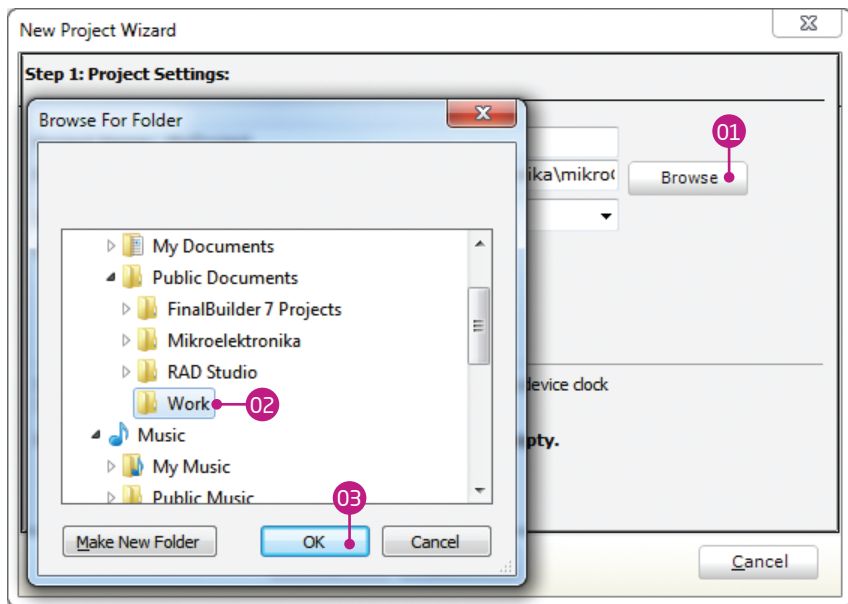 New Project Wizard
Step 1: Project Settings:
Browse For Folder
01
ika\mikro
Browse
My Documents
Public Documents
FinalBuilder 7 Projects
Mikroelektronika
RAD Studio
device clock
Work
02
Music
pty.
My Music
Public Music
03
Make New Folder
OK
Cancel
Cancel